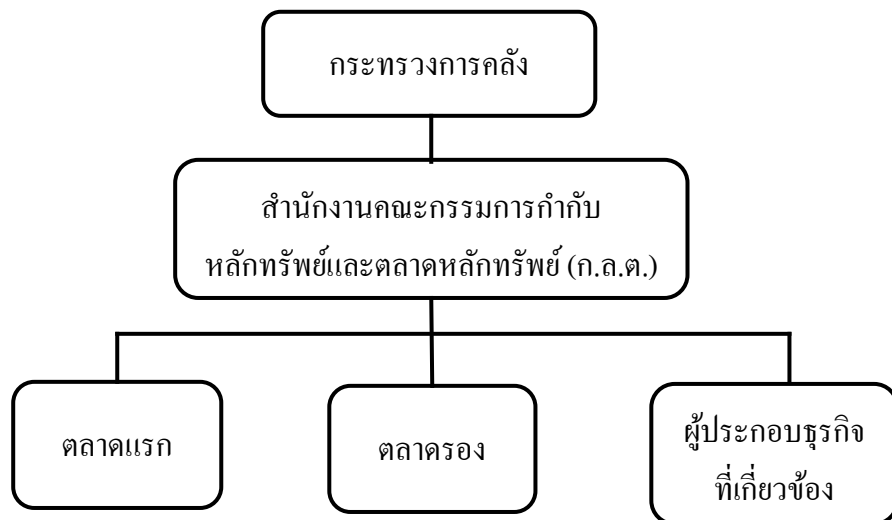 กระทรวงการคลัง
สำนักงานคณะกรรมการกำกับ
หลักทรัพย์และตลาดหลักทรัพย์ (ก.ล.ต.)
ตลาดแรก
ตลาดรอง
ผู้ประกอบธุรกิจ
ที่เกี่ยวข้อง